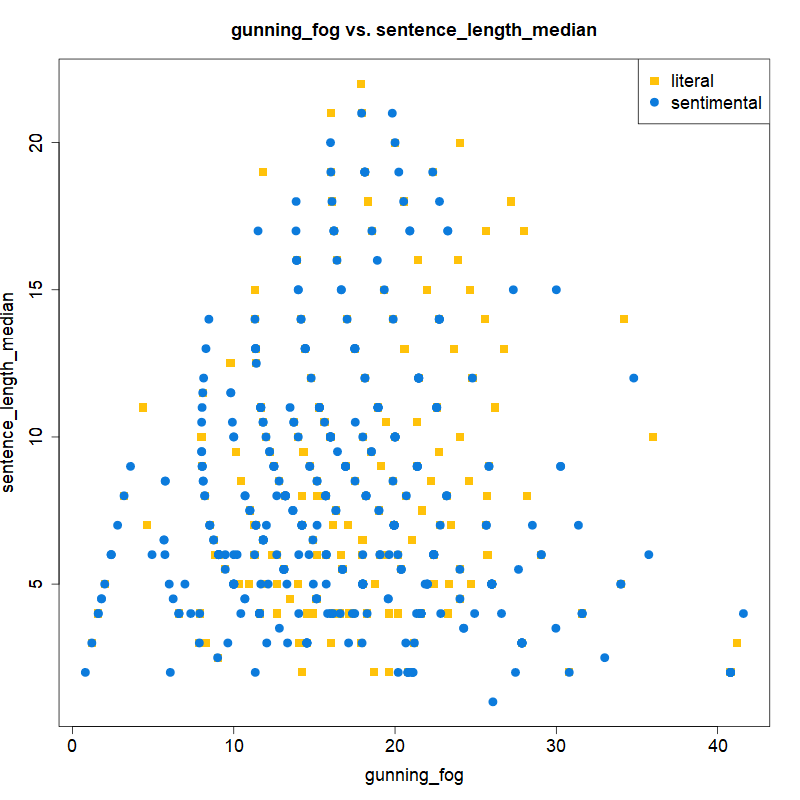 gunning_fog vs. sentence_length_median
literal
sentimental
sentence_length_median
20
15
10
5
0
10
20
30
40
gunning_fog